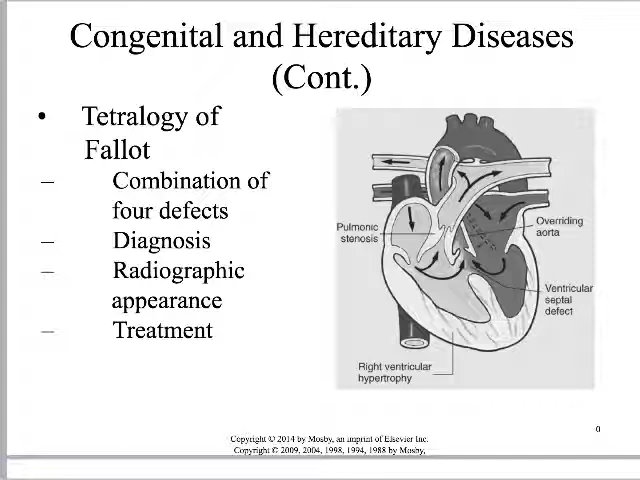 Congenital and Hereditary Diseases
(Cont.)
• Tetralogy of
Fallot
– Combination of
four defects
– Diagnosis
– Radiographic
appearance
– Treatment
Pulmonic
stenosis
Overriding
aorta
Ventricular
septal
defect
Right ventricular
hypertrophy
0
Copyright © 2014 by Mosby, an imprint of Elsevier Inc.
Copyright © 2009, 2004, 1998, 1994, 1988 by Mosby,